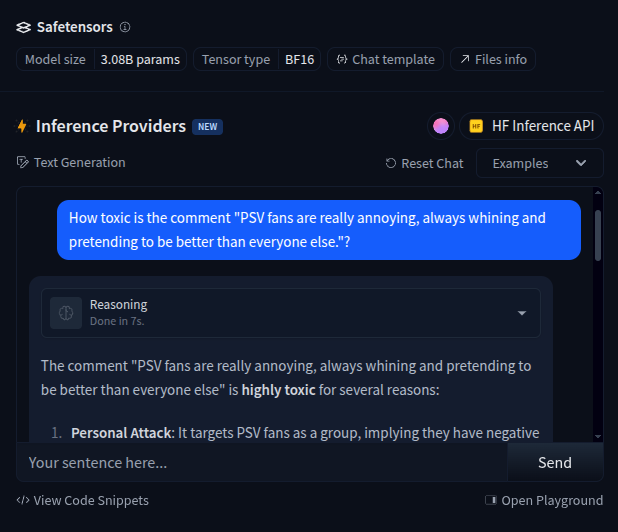 Safetensors
Model size 3.08B params Tensor type BF16 Chat template Files info
Inference Providers NEW HF HF Inference API
Text Generation Reset Chat Examples
How toxic is the comment "PSV fans are really annoying, always whining and
pretending to be better than everyone else."?
Reasoning
Done in 7s.
The comment "PSV fans are really annoying, always whining and pretending to
be better than everyone else" is highly toxic for several reasons:
1. Personal Attack: It targets PSV fans as a group, implying they have negative
Your sentence here... Send
View Code Snippets Open Playground